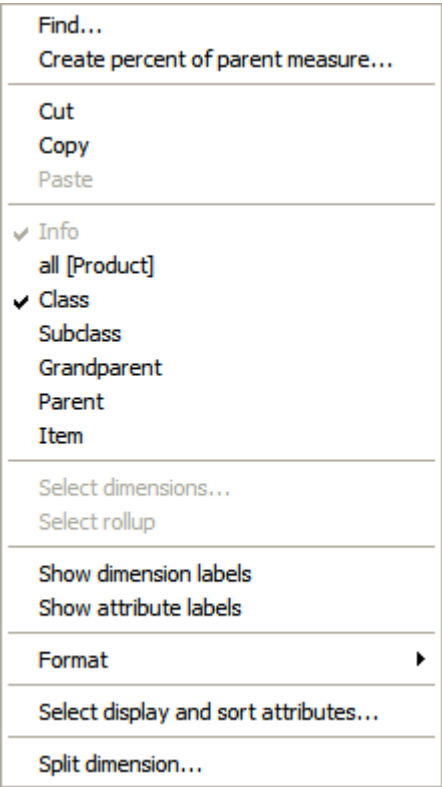 Find...
Create percent of parent measure...
Cut
Copy
Paste
Info
all [Product]
Class
Subclass
Grandparent
Parent
Item
Select dimensions...
Select rollup
Show dimension labels
Show attribute labels
Format
Select display and sort attributes...
Split dimension...